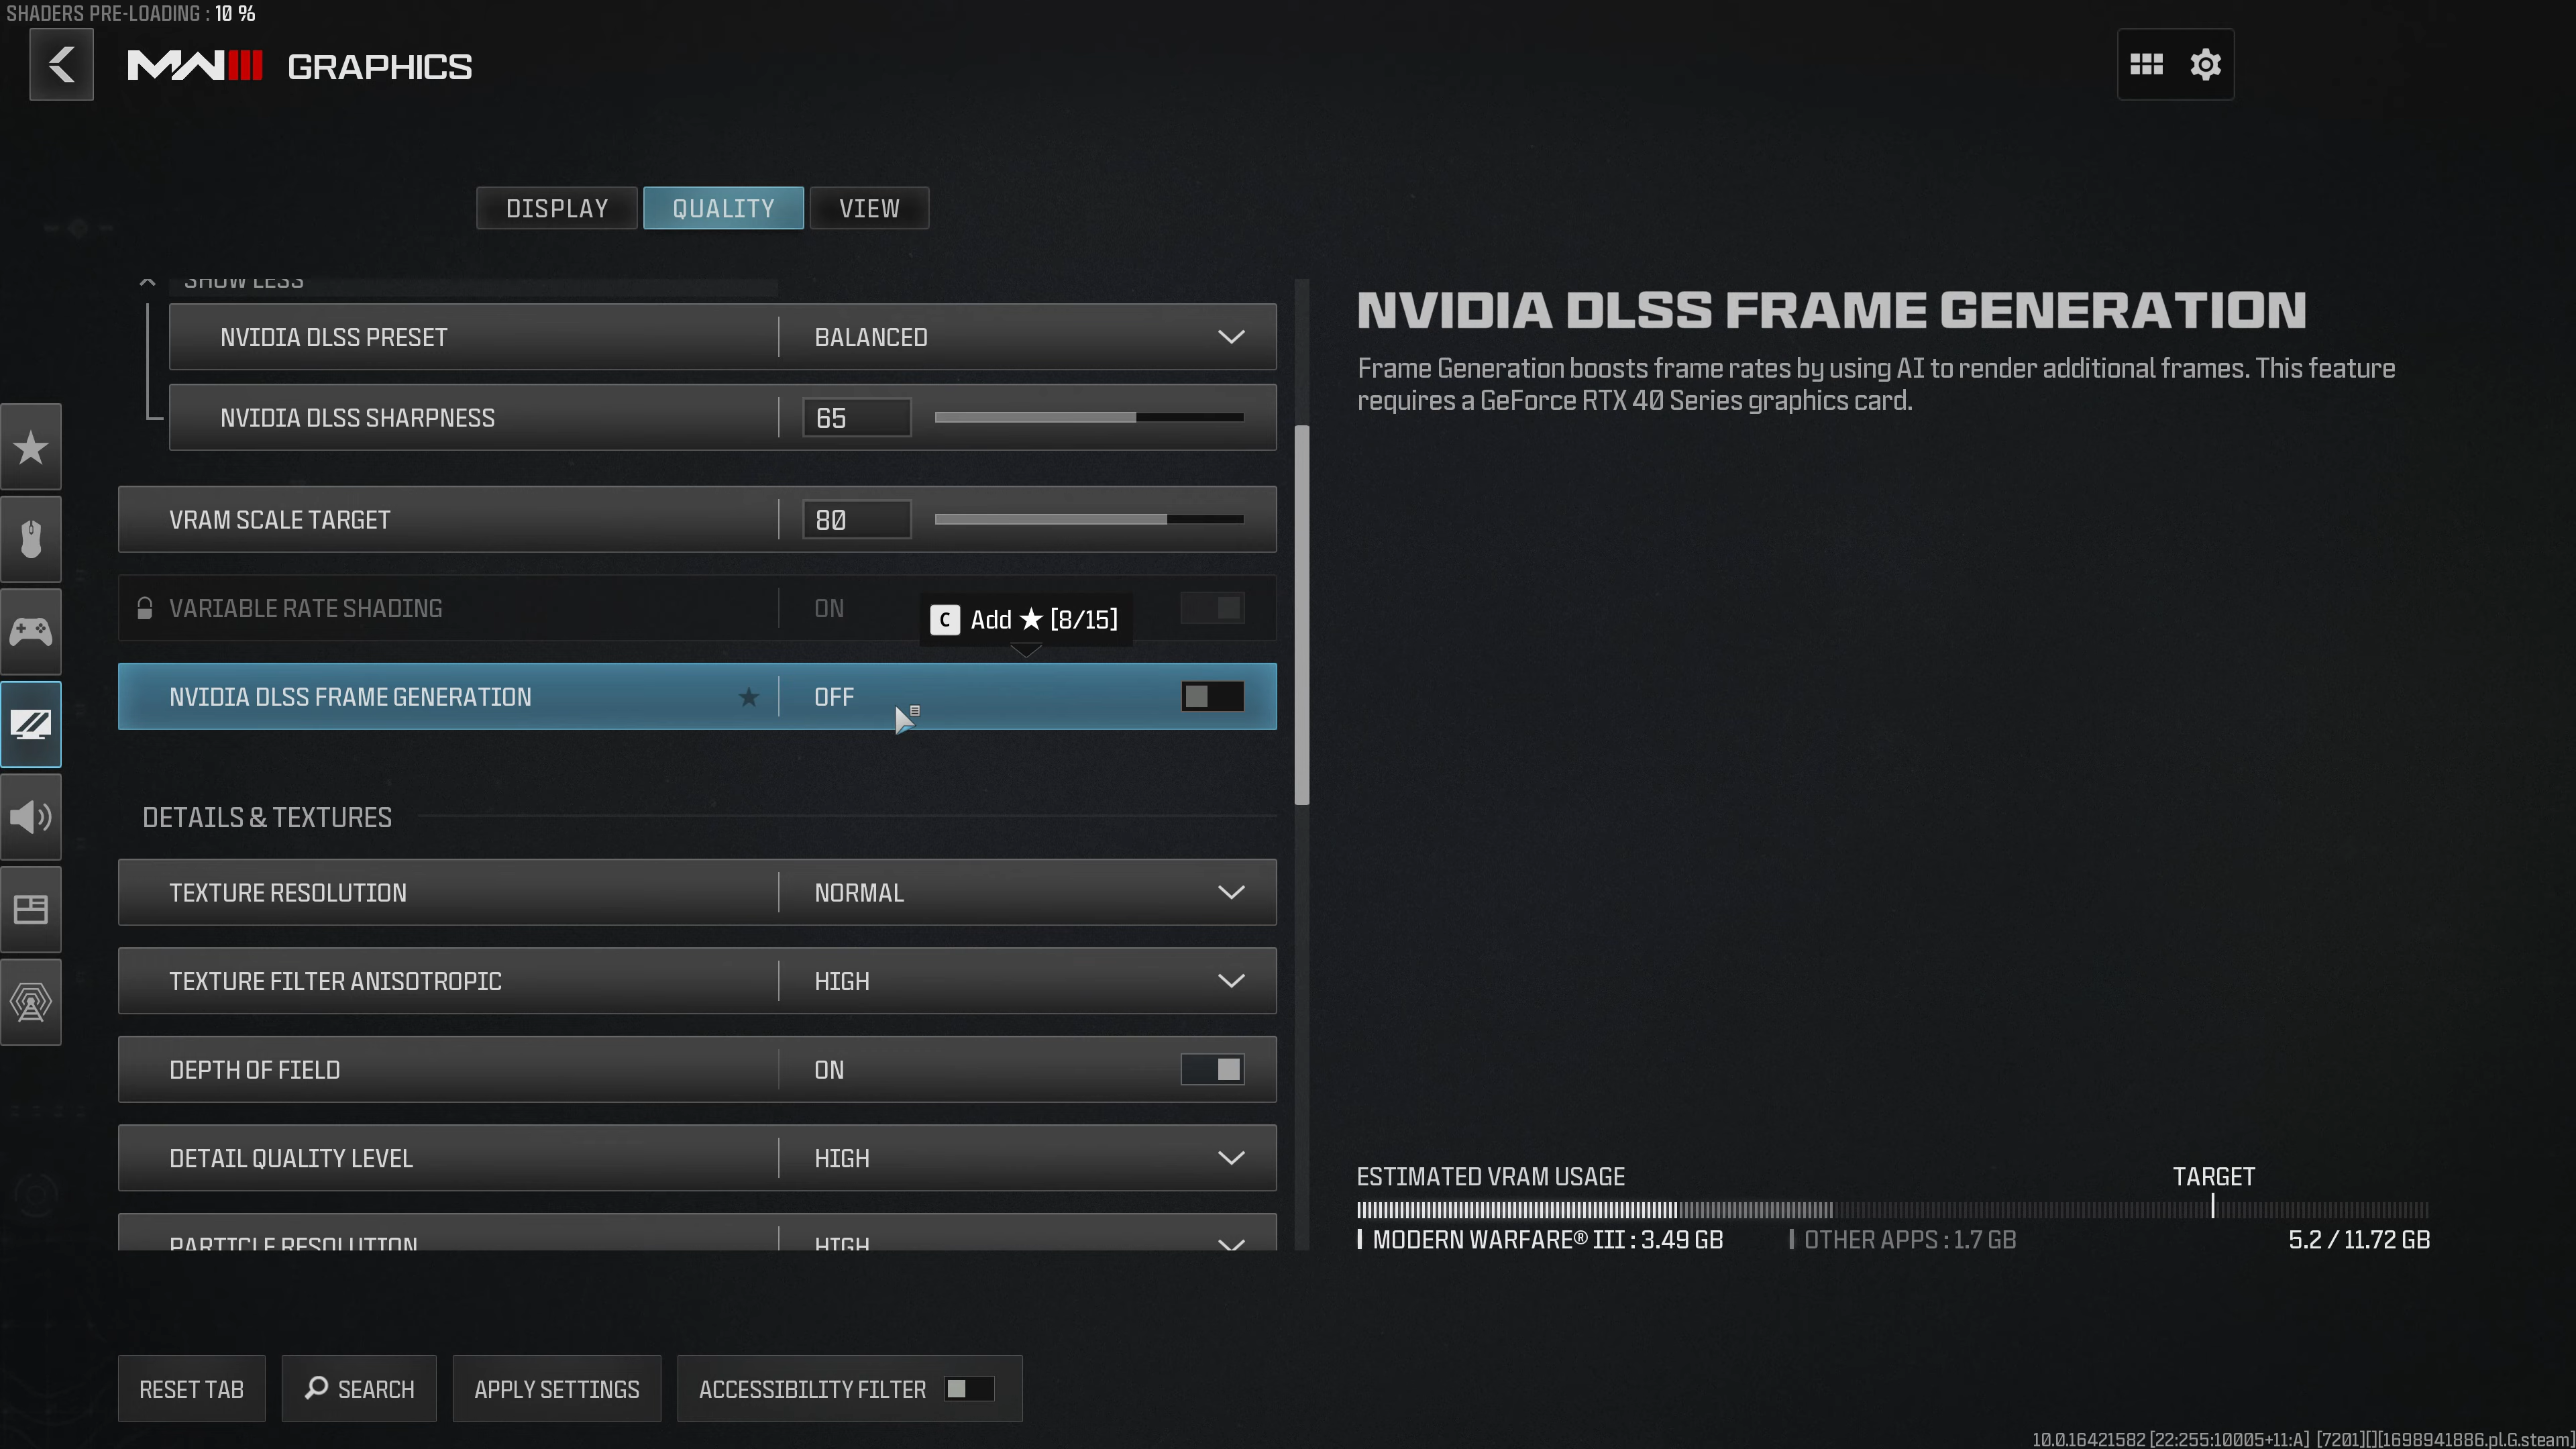 SHADERS PRE-LOADING : 10 %
MWIII GRAPHICS
DISPLAY
QUALITY
VIEW
SHOW LESS
NVIDIA DLSS PRESET
BALANCED
NVIDIA DLSS SHARPNESS
65
VRAM SCALE TARGET
80
VARIABLE RATE SHADING
ON
C Add ★ [8/15]
NVIDIA DLSS FRAME GENERATION
OFF
DETAILS & TEXTURES
TEXTURE RESOLUTION
NORMAL
TEXTURE FILTER ANISOTROPIC
HIGH
DEPTH OF FIELD
ON
DETAIL QUALITY LEVEL
HIGH
PARTICLE RESOLUTION
HIGH
NVIDIA DLSS FRAME GENERATION
Frame Generation boosts frame rates by using AI to render additional frames. This feature
requires a GeForce RTX 40 Series graphics card.
ESTIMATED VRAM USAGE
TARGET
MODERN WARFARE® III : 3.49 GB
OTHER APPS : 1.7 GB
5.2 / 11.72 GB
RESET TAB
SEARCH
APPLY SETTINGS
ACCESSIBILITY FILTER
10.0.16421582 [22:255:10005+11:A] [7201][][1698941886.pl.G.steam]